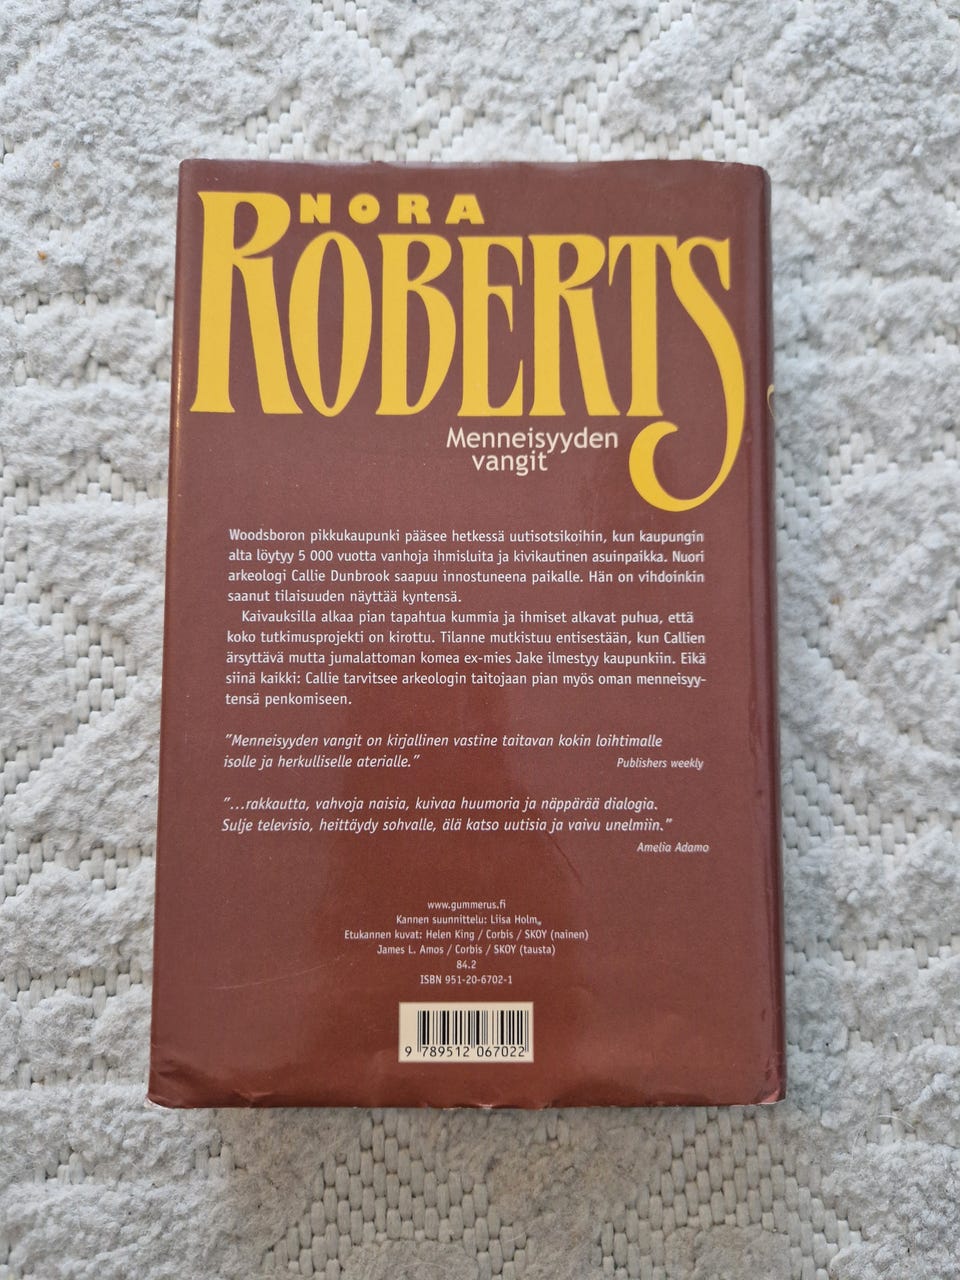 NORA
ROBERTS
Menneisyyden
vangit
Woodsboron pikkukaupunki pääsee hetkessä uutisotsikoihin, kun kaupungin
alta löytyy 5 000 vuotta vanhoja ihmisluita ja kivikautinen asuinpaikka. Nuori
arkeologi Callie Dunbrook saapuu innostuneena paikalle. Hän on vihdoinkin
saanut tilaisuuden näyttää kyntensä.
Kaivauksilla alkaa pian tapahtua kummia ja ihmiset alkavat puhua, että
koko tutkimusprojekti on kirottu. Tilanne mutkistuu entisestään, kun Callien
ärsyttävä mutta jumalattoman komea ex-mies Jake ilmestyy kaupunkiin. Eikä
siinä kaikki: Callie tarvitsee arkeologin taitojaan pian myös oman menneisyy-
tensä penkomiseen.
"Menneisyyden vangit on kirjallinen vastine taitavan kokin loihtimalle
isolle ja herkulliselle aterialle."
Publishers weekly
"...rakkautta, vahvoja naisia, kuivaa huumoria ja näppärää dialogia.
Sulje televisio, heittäydy sohvalle, älä katso uutisia ja vaivu unelmiin."
Amelia Adamo
www.gummerus.fi
Kannen suunnittelu: Liisa Holm
Etukannen kuvat: Helen King / Corbis / SKOY (nainen)
James L. Amos / Corbis / SKOY (tausta)
84.2
ISBN 951-20-6702-1
9 789512 067022